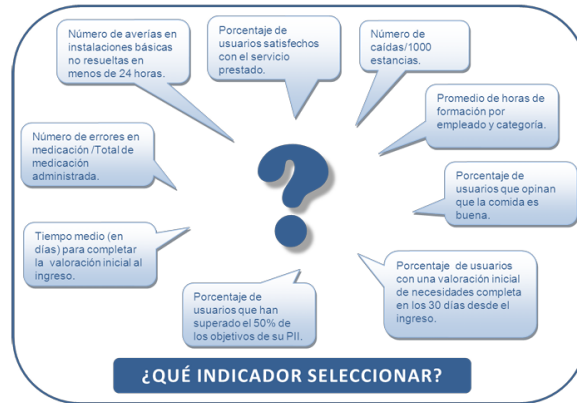 Número de averías en
instalaciones básicas
no resueltas en
menos de 24 horas.
Porcentaje de
usuarios satisfechos
con el servicio
prestado.
Número de
caídas/1000
estancias.
Promedio de horas de
formación por
empleado y categoría.
Número de errores en
medicación /Total de
medicación
administrada.
Porcentaje de
usuarios que opinan
que la comida es
buena.
Tiempo medio (en
días) para completar
la valoración inicial al
ingreso.
Porcentaje de usuarios
con una valoración inicial
de necesidades completa
en los 30 días desde el
ingreso.
Porcentaje de
usuarios que han
superado el 50% de
los objetivos de su PII.
?
¿QUÉ INDICADOR SELECCIONAR?